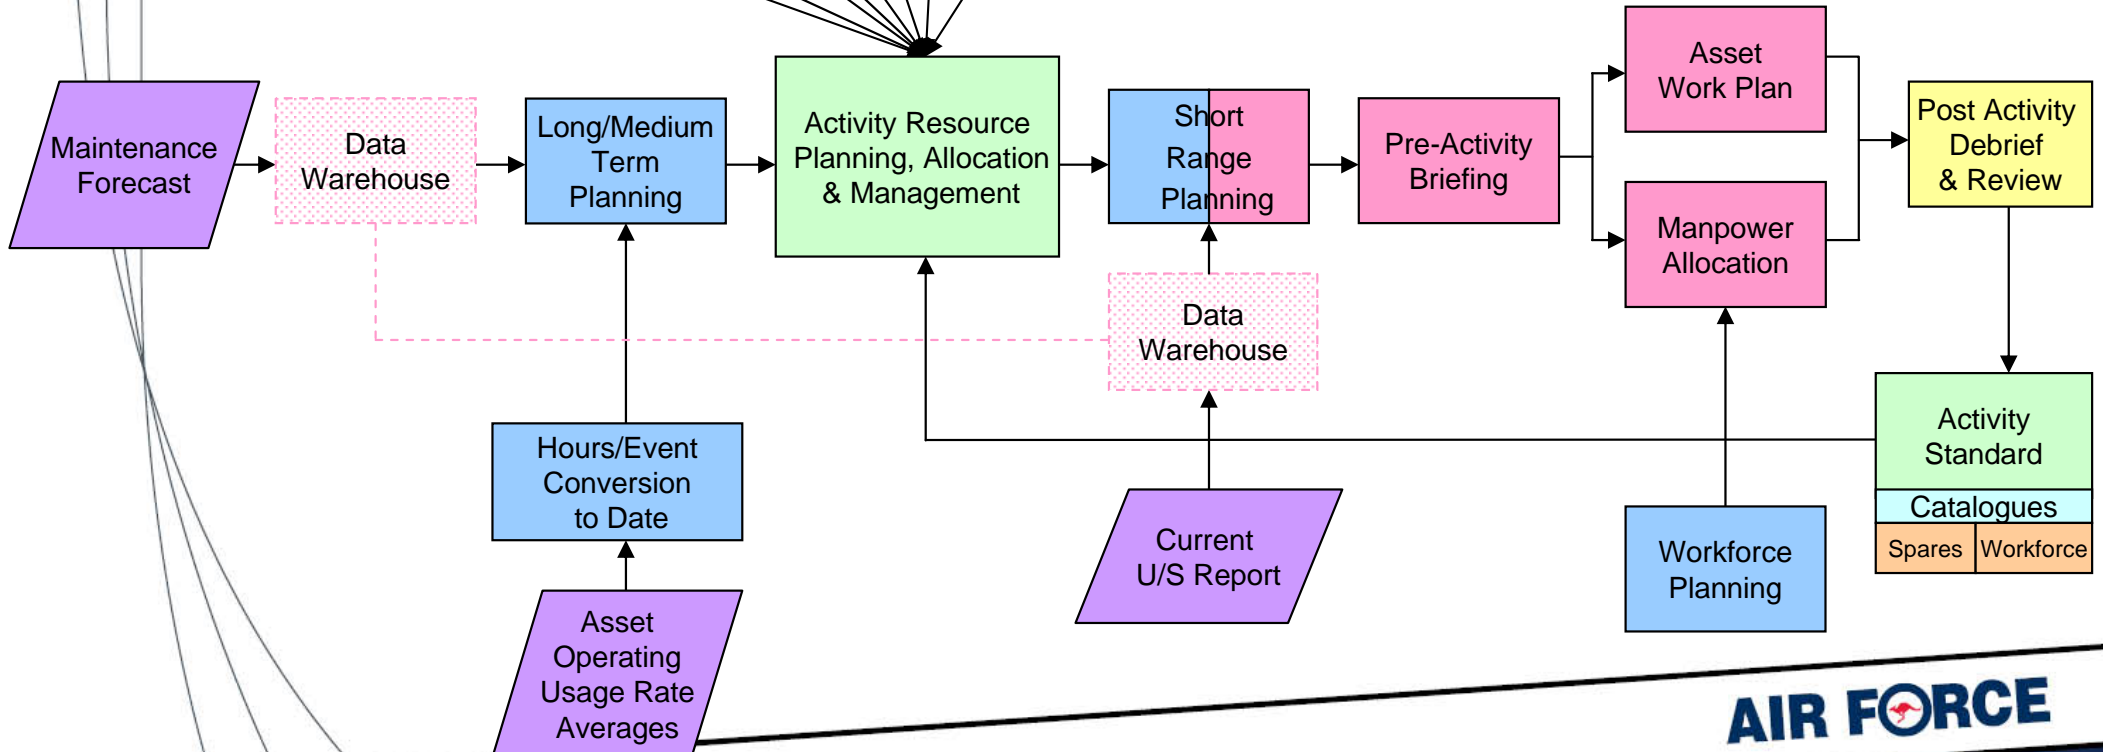 Maintenance
Forecast
Data
Warehouse
Long/Medium
Term
Planning
Activity Resource
Planning, Allocation
& Management
Short
Range
Planning
Pre-Activity
Briefing
Asset
Work Plan
Manpower
Allocation
Post Activity
Debrief
& Review
Data
Warehouse
Hours/Event
Conversion
to Date
Asset
Operating
Usage Rate
Averages
Current
U/S Report
Workforce
Planning
Activity
Standard
Catalogues
Spares
Workforce
AIR FORCE